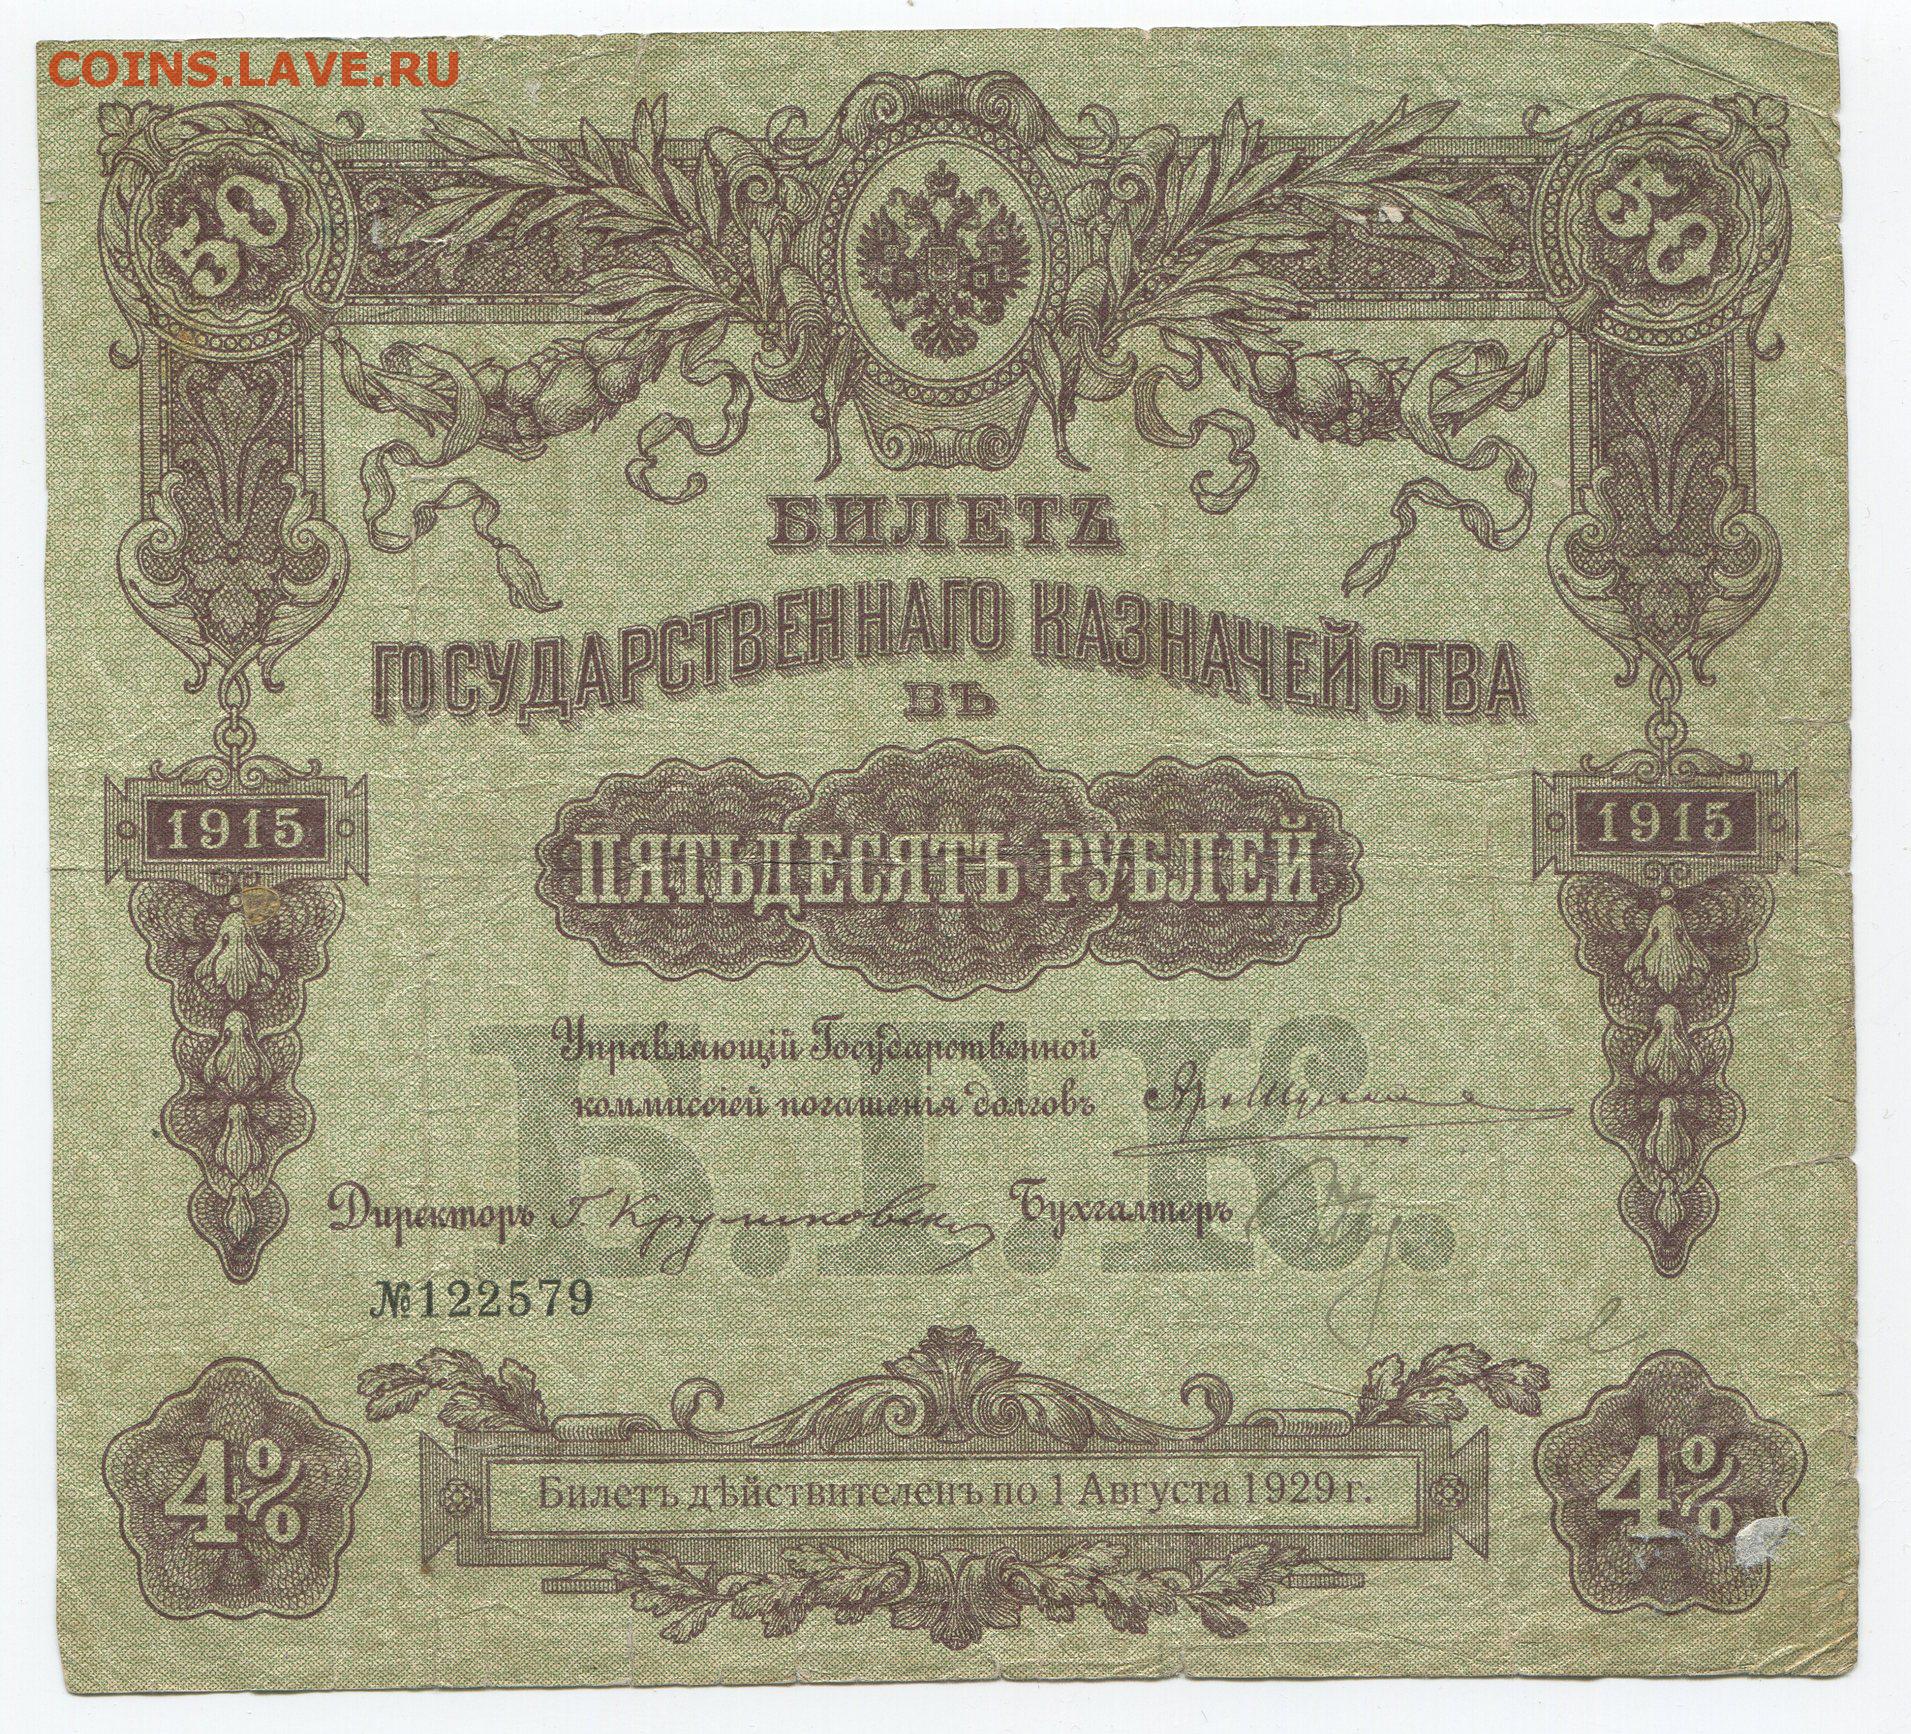 COINS.LAVE.RU
50 50
БИЛЕТЪ
ГОСУДАРСТВЕННАГО КАЗНАЧЕЙСТВА
ВЪ
1915 1915
ПЯТЬДЕСЯТЪ РУБЛЕЙ
Б.Г.К.
Управляющій Государственной
коммиссіей погашенія долговъ
Директоръ Бухгалтеръ
№122579
4% 4%
Билетъ дѣйствителенъ по 1 Августа 1929 г.